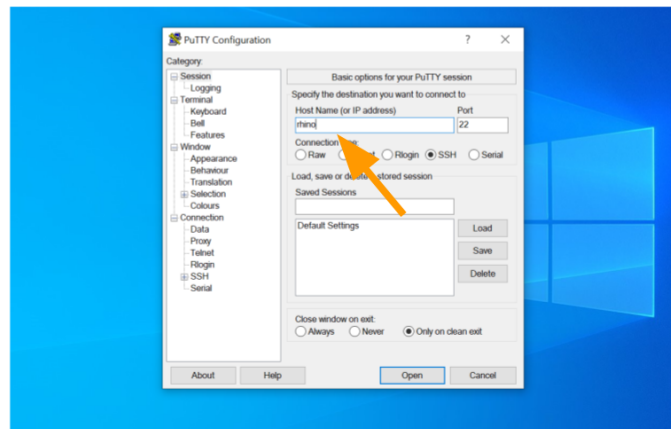 PuTTY Configuration
?
Category:
Session
Logging
Terminal
Keyboard
Bell
Features
Window
Appearance
Behaviour
Translation
Selection
Colours
Connection
Data
Proxy
Telnet
Rlogin
SSH
Serial
Basic options for your PuTTY session
Specify the destination you want to connect to
Host Name (or IP address) Port
rhino 22
Connection
Raw Rlogin SSH Serial
Load, save or stored session
Saved Sessions
Default Settings
Load
Save
Delete
Close window on exit:
Always Never Only on clean exit
About Help Open Cancel